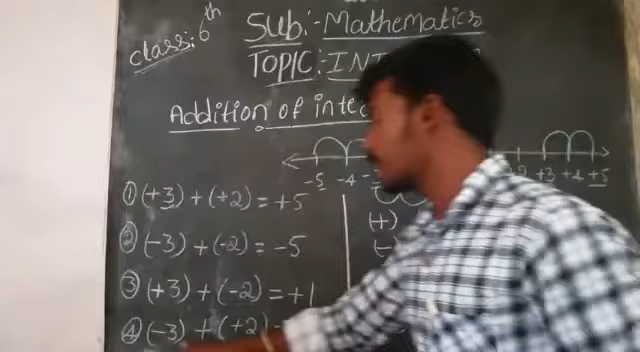 class: 6th
Sub:- Mathematics
TOPIC:- INT
Addition of inte
-5 -4 +3 +4 +5
① (+3) + (+2) = +5
② (-3) + (-2) = -5
③ (+3) + (-2) = +1
④ (-3) + (+2)
(+)
(-)